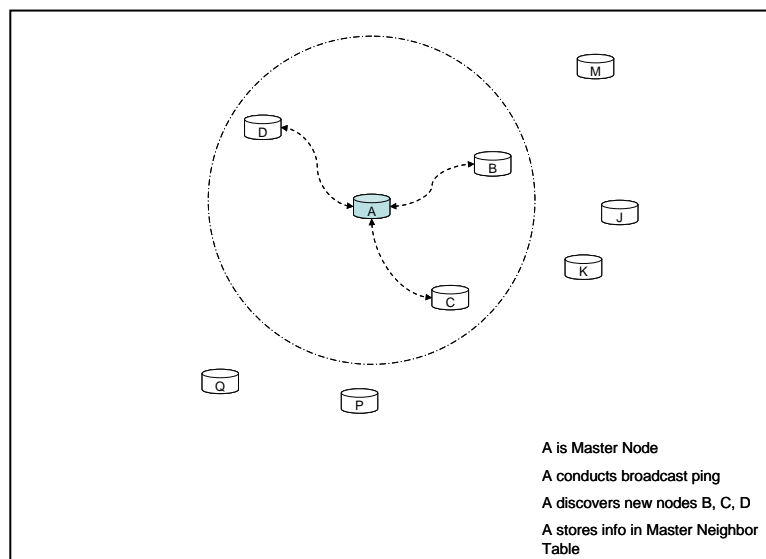 M
D
B
A
J
K
C
Q
P
A is Master Node
A conducts broadcast ping
A discovers new nodes B, C, D
A stores info in Master Neighbor
Table